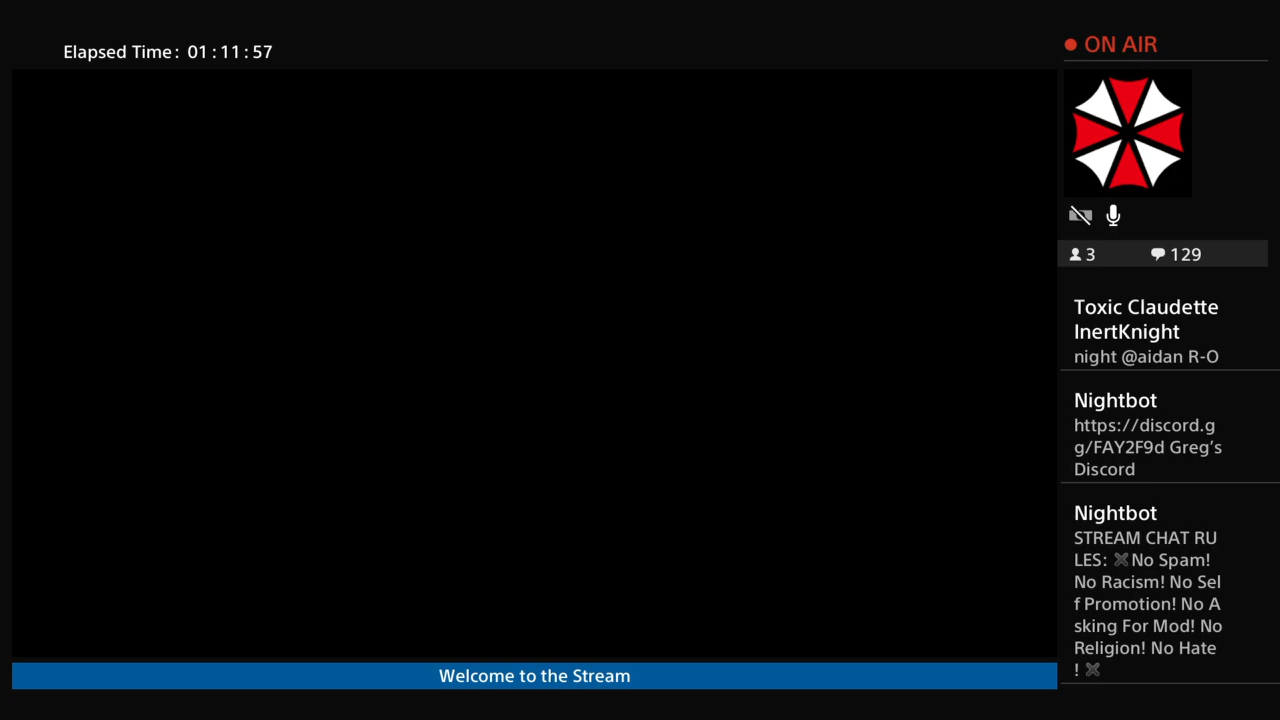 Elapsed Time: 01:11:57
ON AIR
3 129
Toxic Claudette
InertKnight
night @aidan R-O
Nightbot
https://discord.g
g/FAY2F9d Greg's
Discord
Nightbot
STREAM CHAT RU
LES: ✖No Spam!
No Racism! No Sel
f Promotion! No A
sking For Mod! No
Religion! No Hate
! ✖
Welcome to the Stream